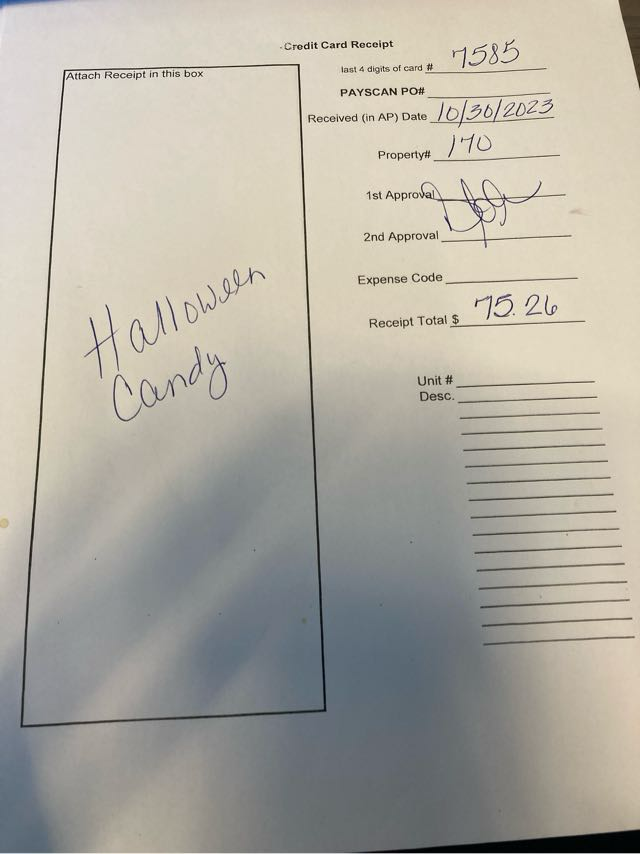 Credit Card Receipt
Attach Receipt in this box
last 4 digits of card # 7585
PAYSCAN PO#
Received (in AP) Date 10/30/2023
Property# 170
1st Approval
2nd Approval
Expense Code
Receipt Total $ 75.26
Halloween
Candy
Unit #
Desc.